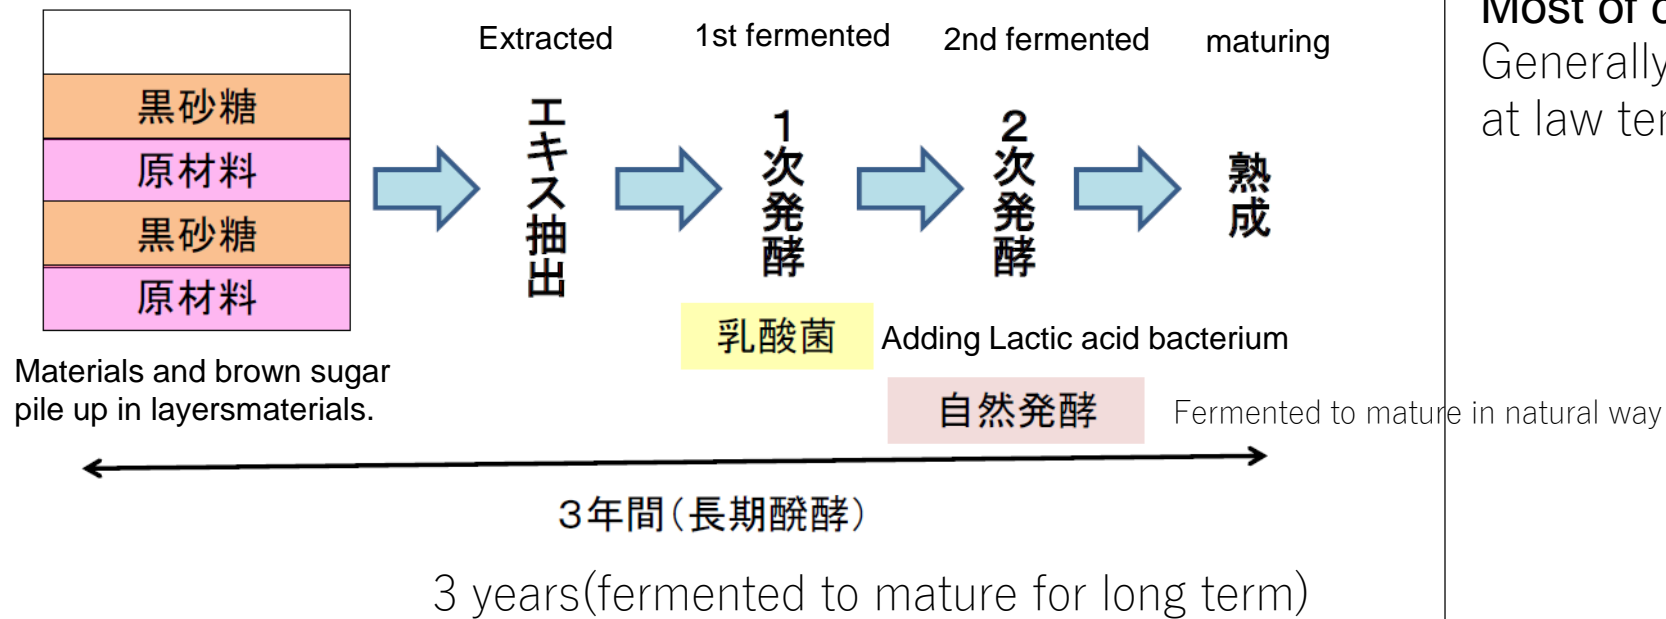 Extracted
1st fermented
2nd fermented
maturing
黒砂糖
原材料
黒砂糖
原材料
エキス抽出
1次発酵
2次発酵
熟成
乳酸菌
Adding Lactic acid bacterium
Materials and brown sugar
pile up in layersmaterials.
自然発酵
Fermented to mature in natural way
3年間(長期醗酵)
3 years(fermented to mature for long term)
Most of
Generally
at law